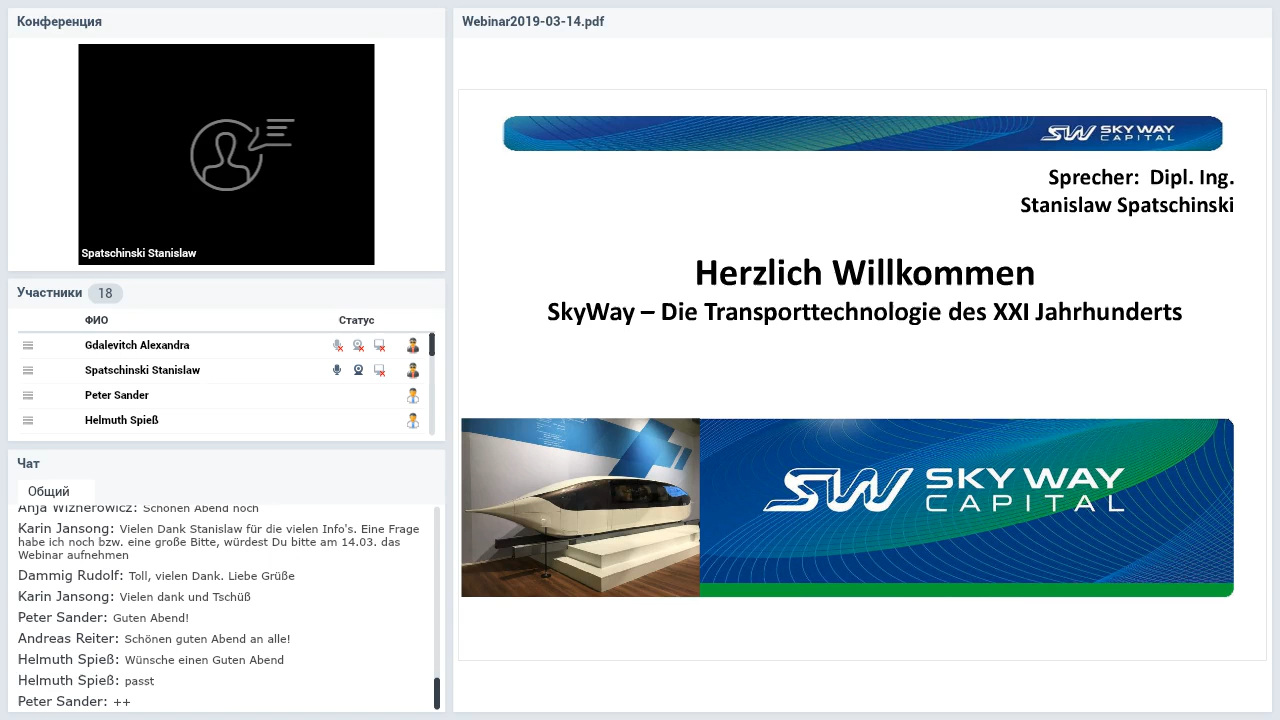 Конференция
Spatschinski Stanislaw
Участники 18
ФИО Статус
Gdalevitch Alexandra
Spatschinski Stanislaw
Peter Sander
Helmuth Spieß
Чат
Общий
Anja Wiznerowicz: Schönen Abend noch
Karin Jansong: Vielen Dank Stanislaw für die vielen Info's. Eine Frage
habe ich noch bzw. eine große Bitte, würdest Du bitte am 14.03. das
Webinar aufnehmen
Dammig Rudolf: Toll, vielen Dank. Liebe Grüße
Karin Jansong: Vielen dank und Tschüß
Peter Sander: Guten Abend!
Andreas Reiter: Schönen guten Abend an alle!
Helmuth Spieß: Wünsche einen Guten Abend
Helmuth Spieß: passt
Peter Sander: ++
Webinar2019-03-14.pdf
SW SKY WAY
CAPITAL
Sprecher: Dipl. Ing.
Stanislaw Spatschinski
Herzlich Willkommen
SkyWay – Die Transporttechnologie des XXI Jahrhunderts
SW SKY WAY
CAPITAL